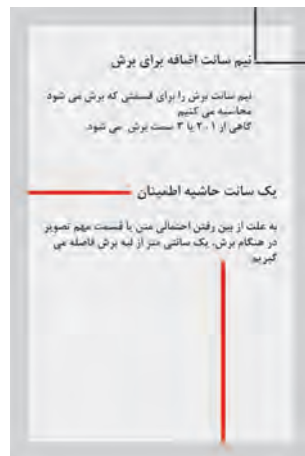 نیم سانت اضافه برای برش
نیم سانت برش را برای قسمتی که برش می شود
محاسبه می کنیم
گاهی از ۱ ، ۲ یا ۳ سمت برش می شود.
یک سانت حاشیه اطمینان
به علت از بین رفتن احتمالی متن یا قسمت مهم تصویر
در هنگام برش، یک سانتی متر از لبه برش فاصله می
گیریم